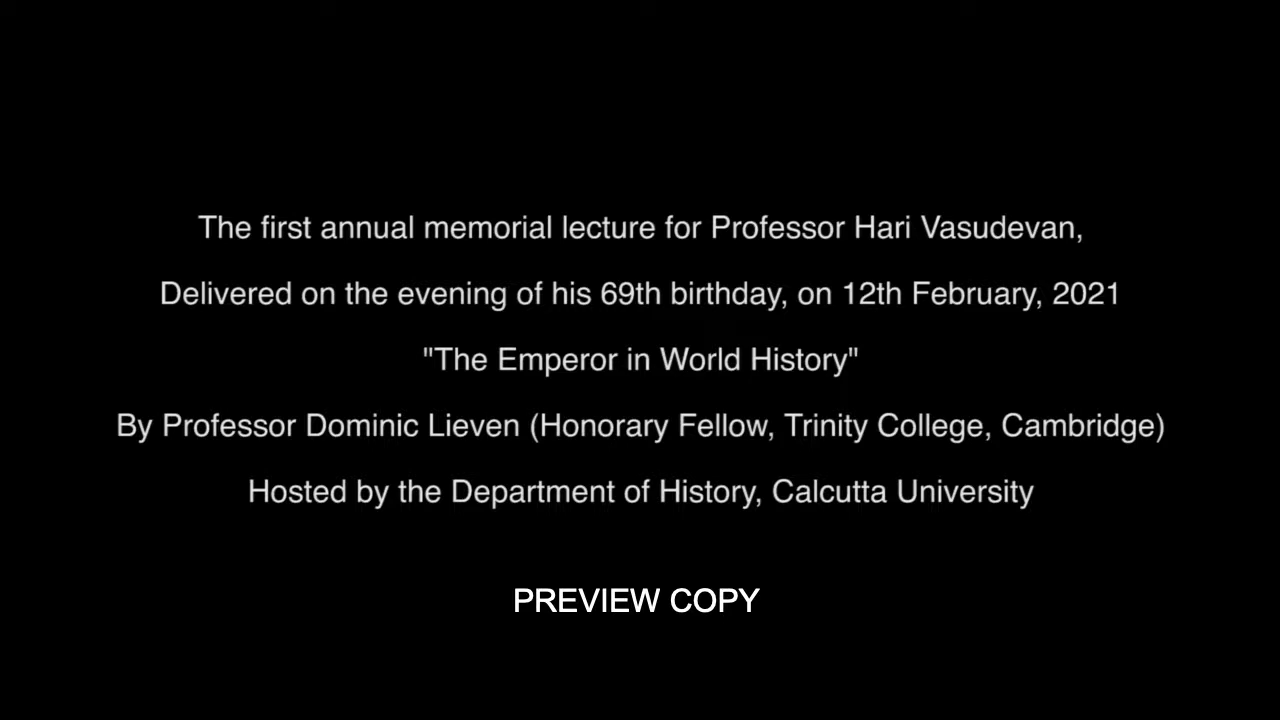 The first annual memorial lecture for Professor Hari Vasudevan,
Delivered on the evening of his 69th birthday, on 12th February, 2021
"The Emperor in World History"
By Professor Dominic Lieven (Honorary Fellow, Trinity College, Cambridge)
Hosted by the Department of History, Calcutta University
PREVIEW COPY